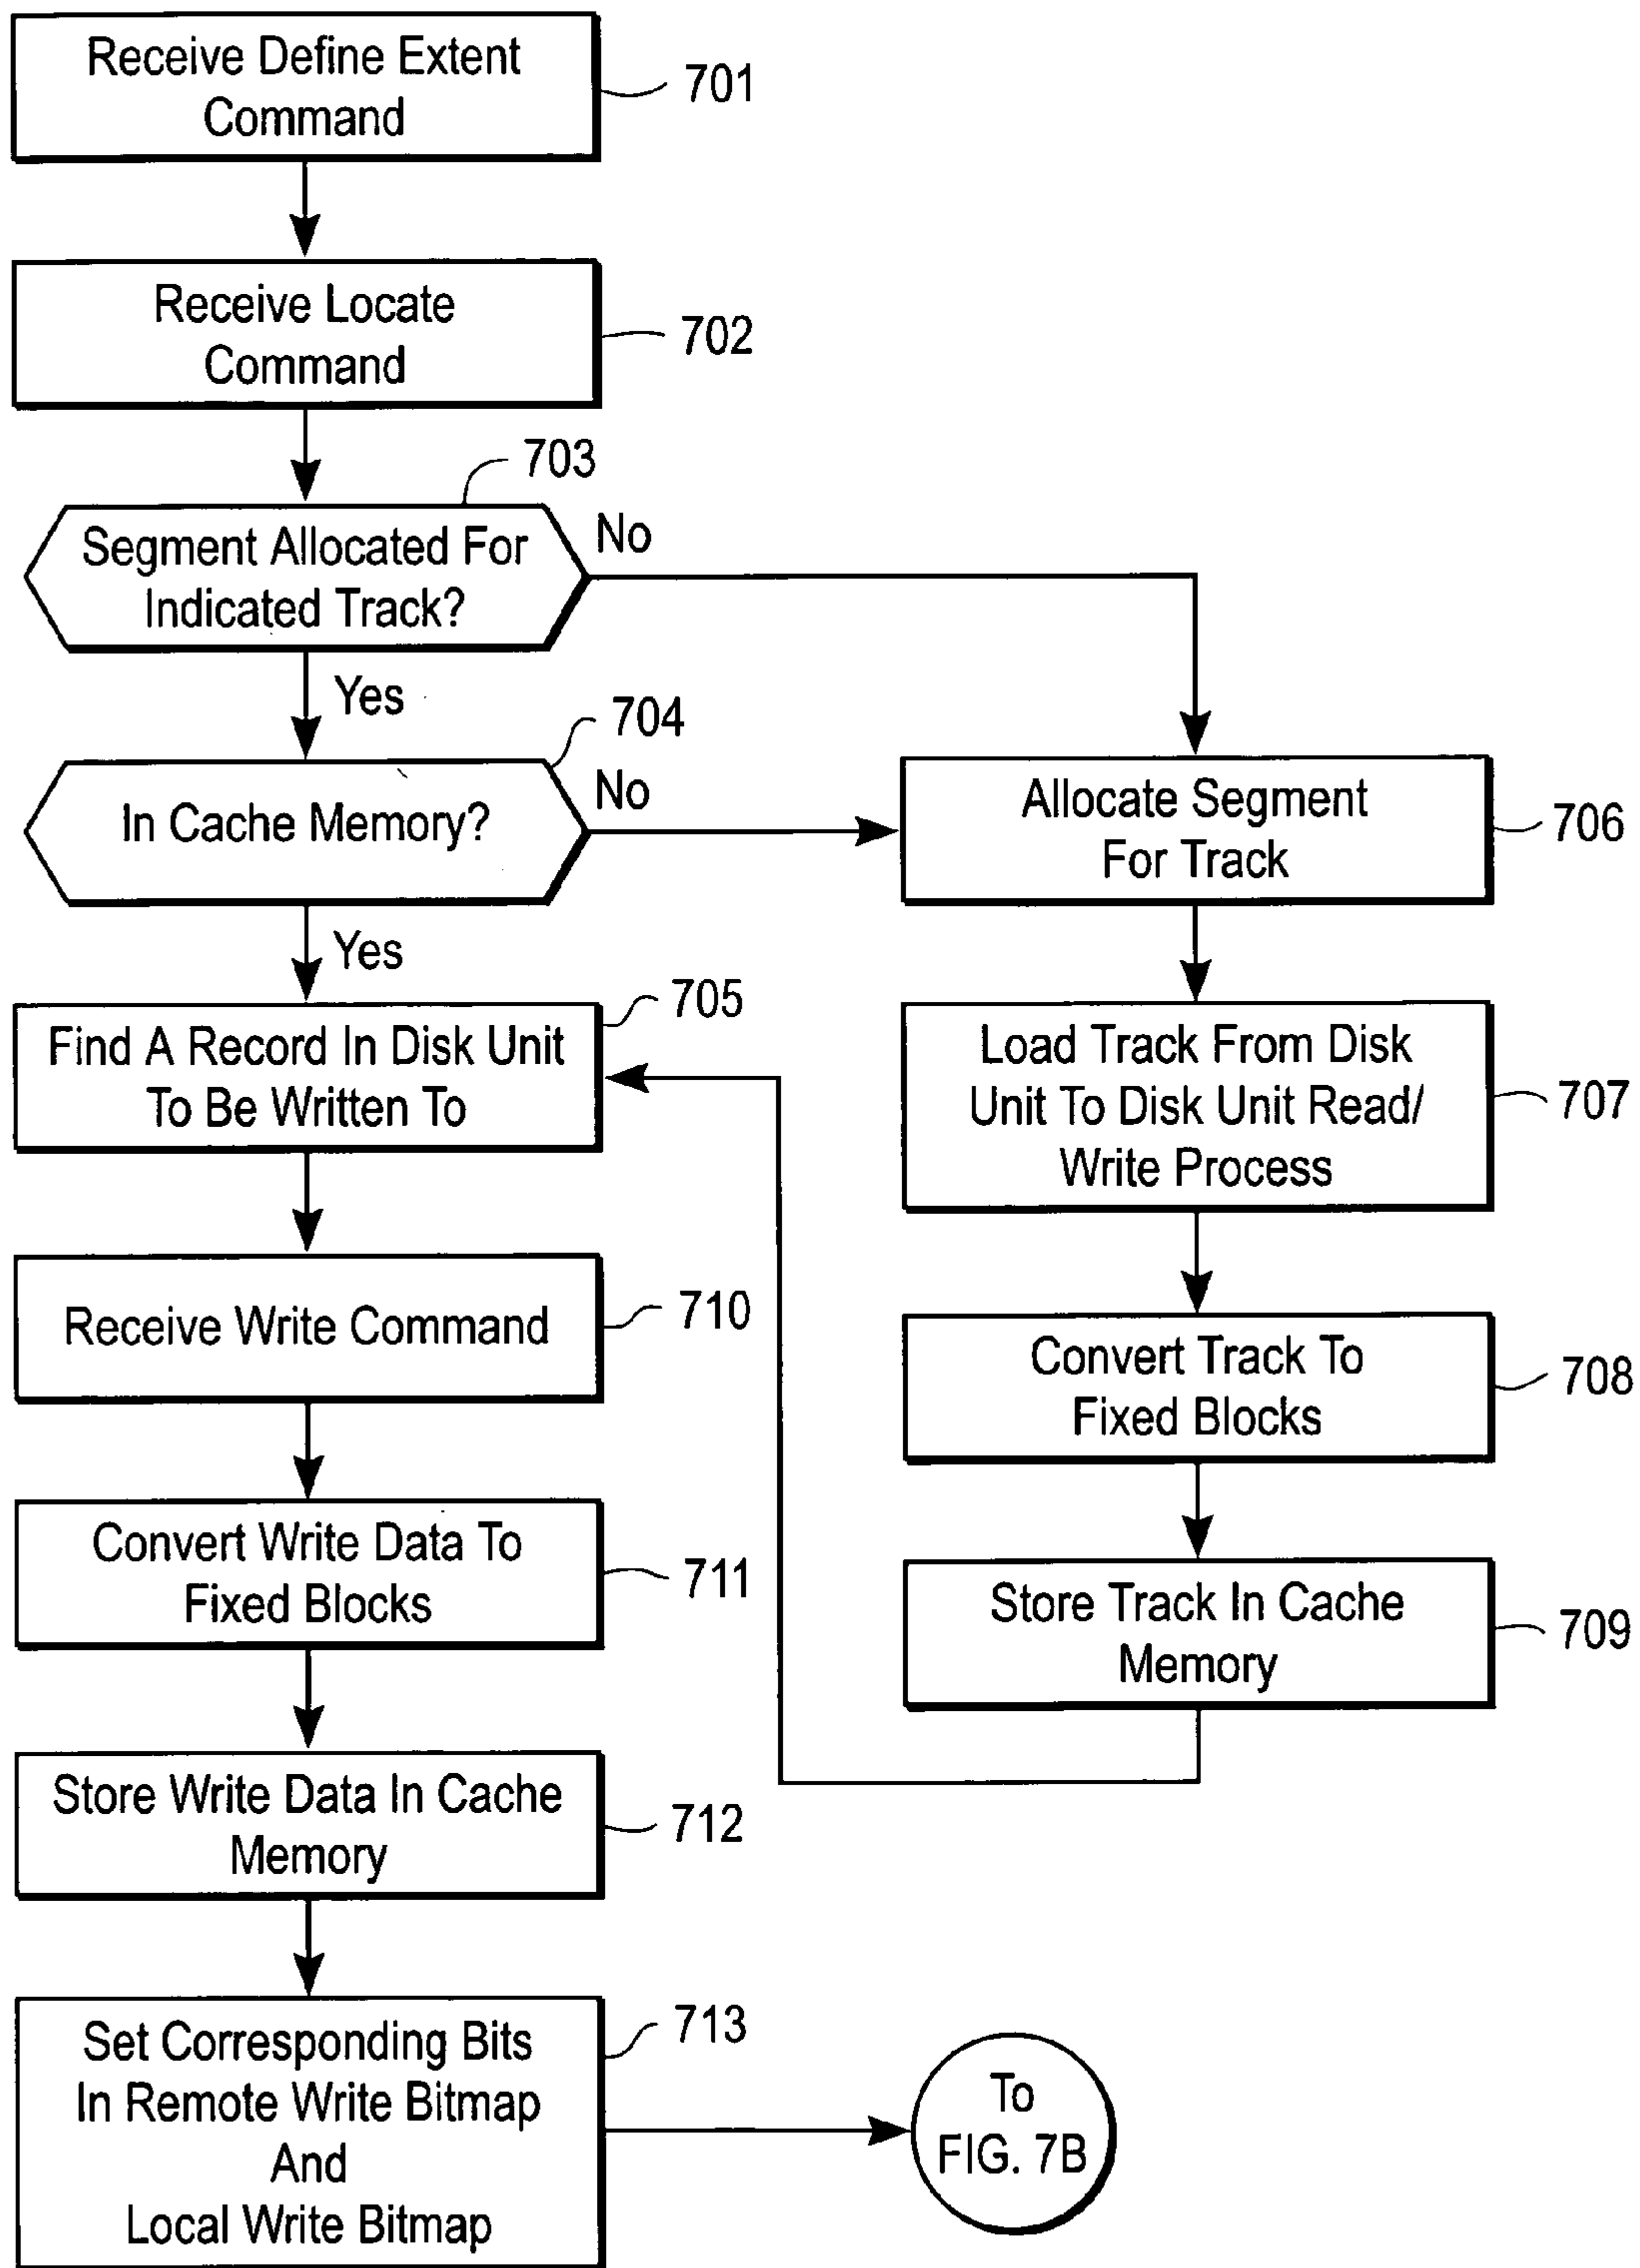 Receive Define Extent
Command
701
Receive Locate
Command
702
703
Segment Allocated For
Indicated Track?
No
Yes
704
In Cache Memory?
No
Yes
Allocate Segment
For Track
706
705
Find A Record In Disk Unit
To Be Written To
Load Track From Disk
Unit To Disk Unit Read/
Write Process
707
Receive Write Command
710
Convert Track To
Fixed Blocks
708
Convert Write Data To
Fixed Blocks
711
Store Track In Cache
Memory
709
Store Write Data In Cache
Memory
712
Set Corresponding Bits
In Remote Write Bitmap
And
Local Write Bitmap
713
To
FIG. 7B